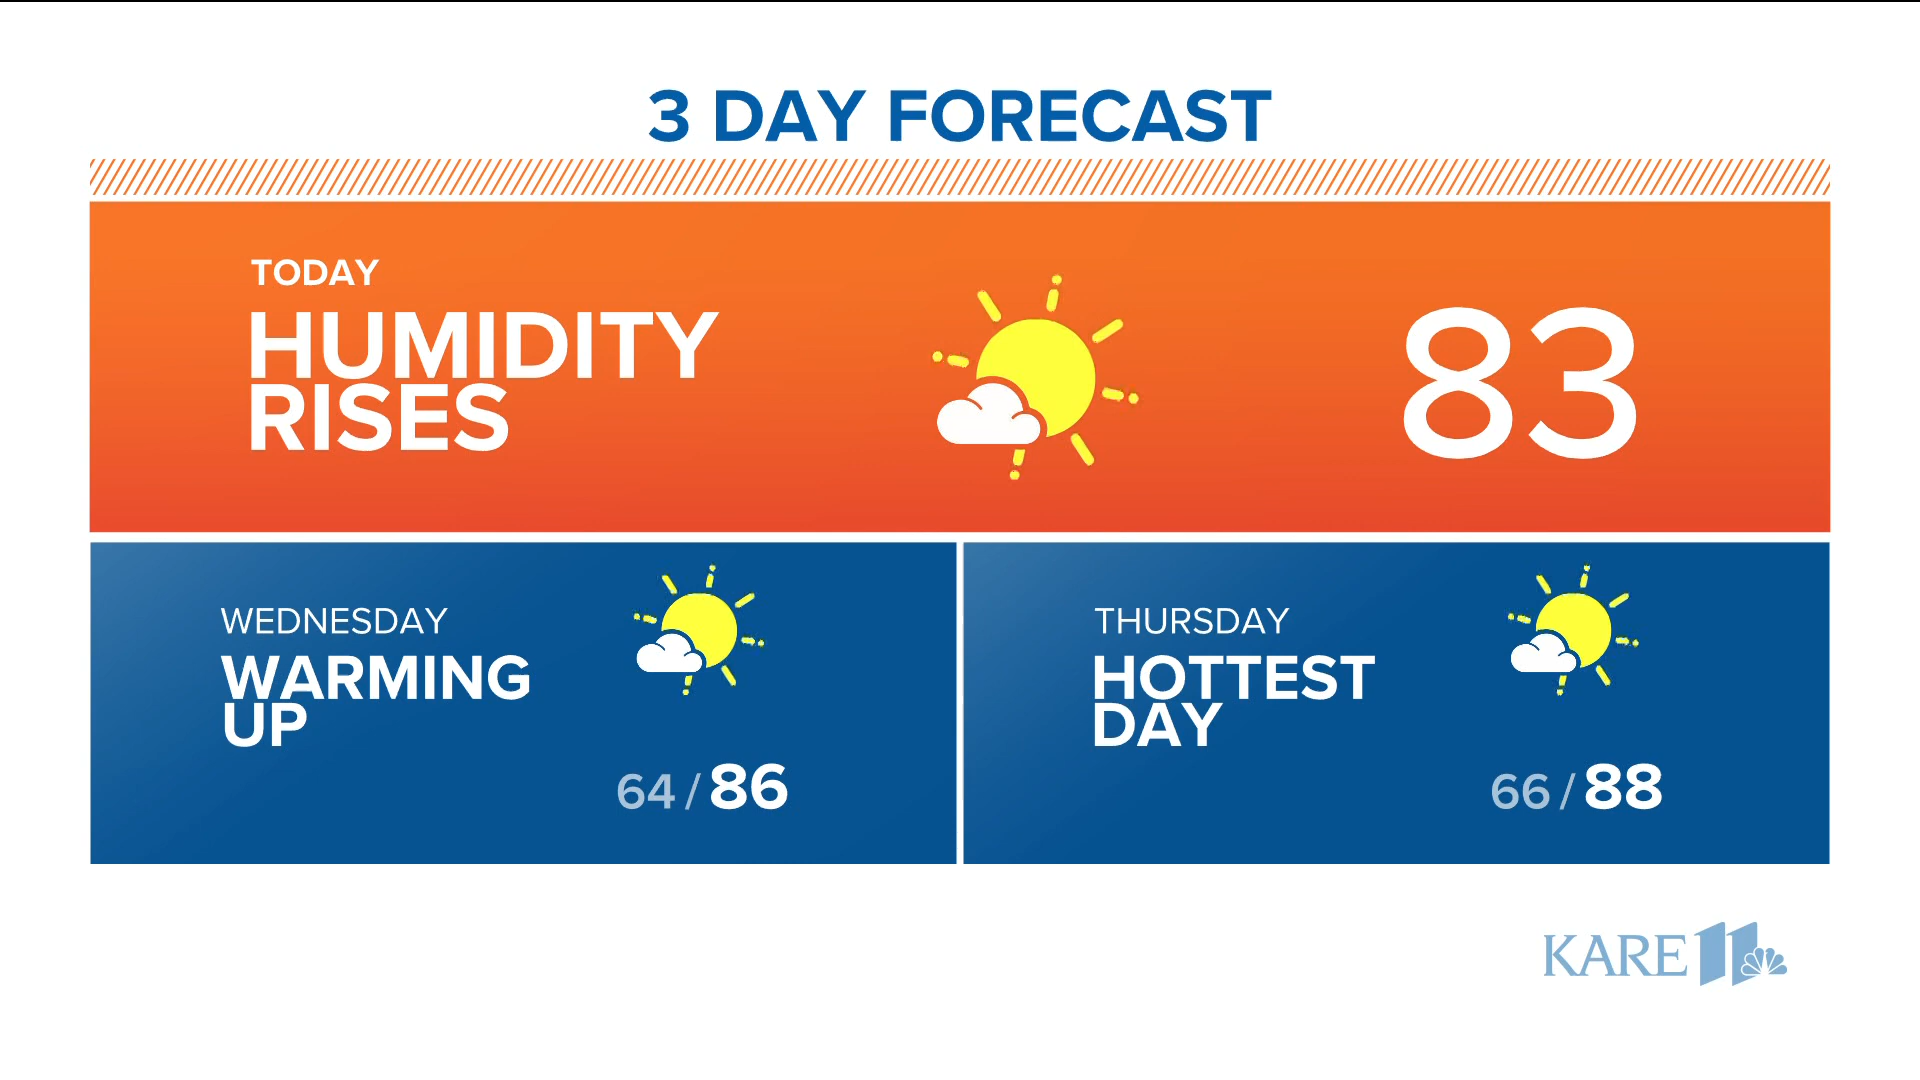 3 DAY FORECAST
TODAY
HUMIDITY
RISES
83
WEDNESDAY
WARMING
UP
64 / 86
THURSDAY
HOTTEST
DAY
66 / 88
KARE 11